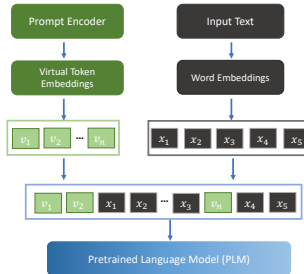 Prompt Encoder Input Text
Virtual Token Embeddings Word Embeddings
v₁ v₂ ... vₙ x₁ x₂ x₃ x₄ x₅
v₁ v₂ x₁ x₂ ... x₃ vₙ x₄ x₅
Pretrained Language Model (PLM)